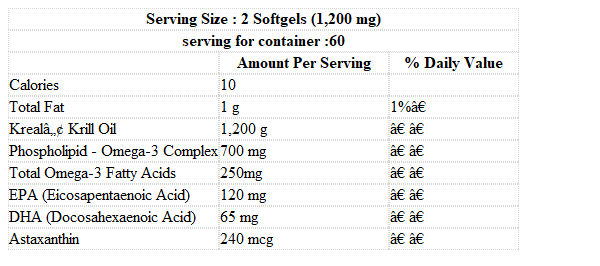 Serving Size : 2 Softgels (1,200 mg)
serving for container :60
Amount Per Serving % Daily Value
Calories 10
Total Fat 1 g 1%â€
Krealâ„¢ Krill Oil 1,200 g â€ â€
Phospholipid - Omega-3 Complex 700 mg â€ â€
Total Omega-3 Fatty Acids 250mg â€ â€
EPA (Eicosapentaenoic Acid) 120 mg â€ â€
DHA (Docosahexaenoic Acid) 65 mg â€ â€
Astaxanthin 240 mcg â€ â€